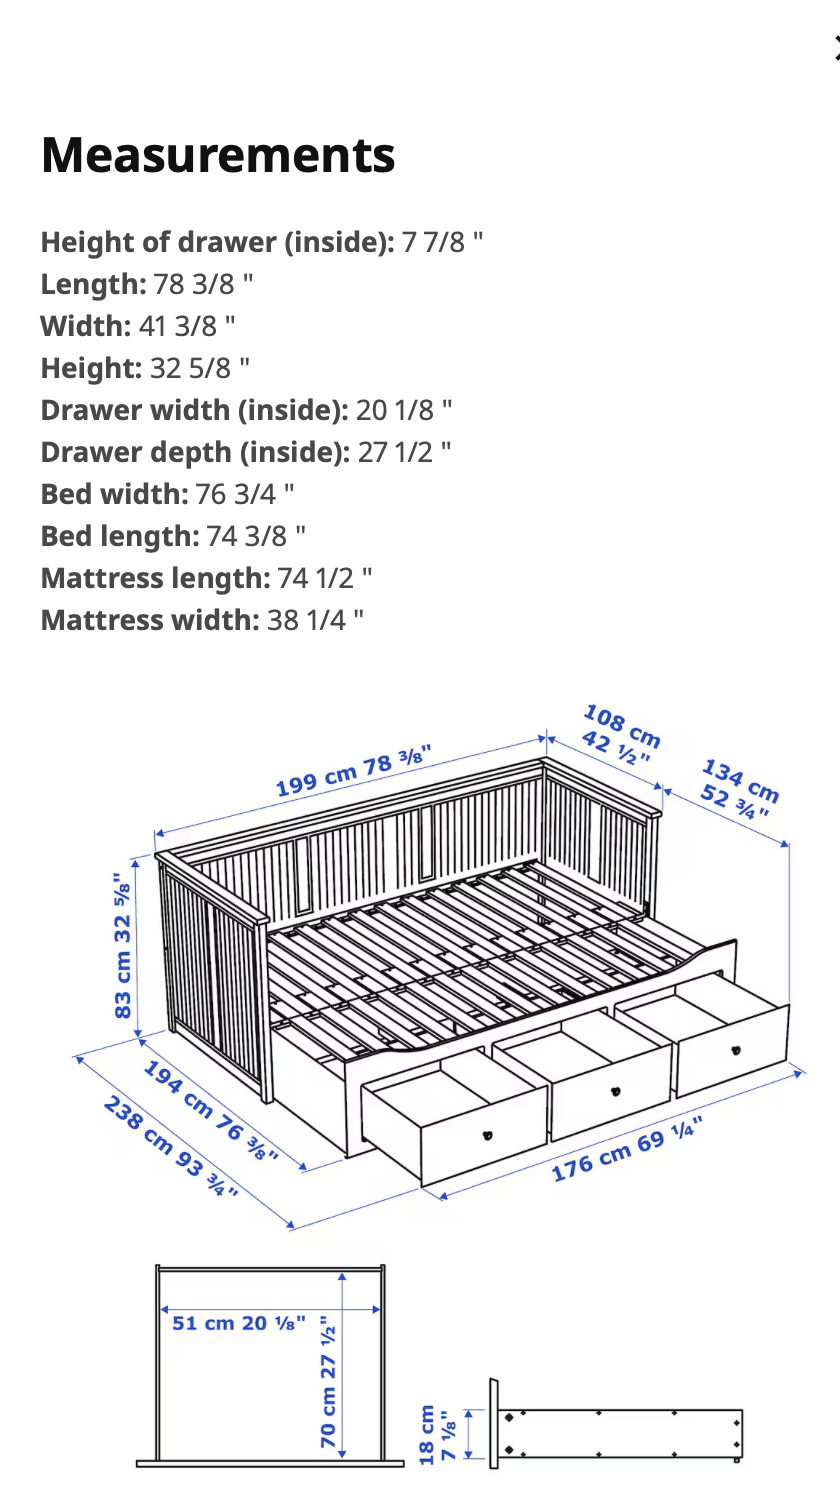 Measurements
Height of drawer (inside): 7 7/8 "
Length: 78 3/8 "
Width: 41 3/8 "
Height: 32 5/8 "
Drawer width (inside): 20 1/8 "
Drawer depth (inside): 27 1/2 "
Bed width: 76 3/4 "
Bed length: 74 3/8 "
Mattress length: 74 1/2 "
Mattress width: 38 1/4 "
108 cm
42 ½"
199 cm 78 ⅜"
134 cm
52 ¾"
83 cm 32 ⅝"
194 cm 76 ⅜"
238 cm 93 ¾"
176 cm 69 ¼"
51 cm 20 ⅛"
70 cm 27 ½"
18 cm
7 ⅛"